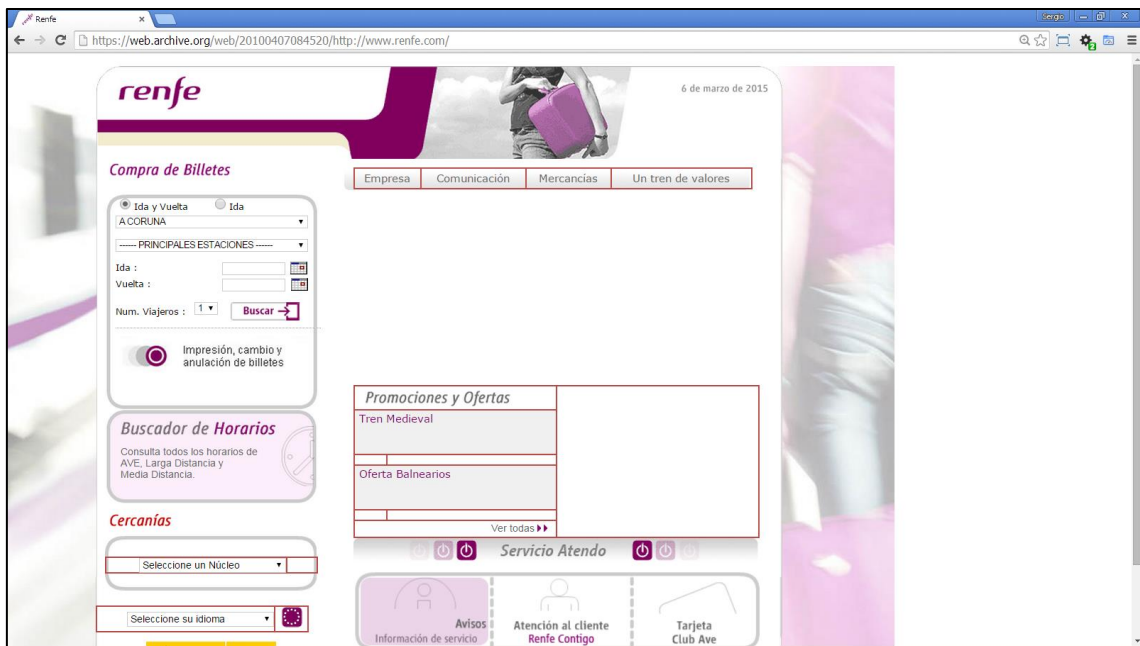 Renfe
Sergio
https://web.archive.org/web/20100407084520/http://www.renfe.com/
2
renfe
6 de marzo de 2015
Compra de Billetes
Empresa Comunicación Mercancías Un tren de valores
Ida y Vuelta Ida
A CORUNA
------ PRINCIPALES ESTACIONES ------
Ida :
Vuelta :
Num. Viajeros : 1 Buscar
Impresión, cambio y
anulación de billetes
Promociones y Ofertas
Tren Medieval
Oferta Balnearios
Ver todas
Buscador de Horarios
Consulta todos los horarios de
AVE, Larga Distancia y
Media Distancia.
Cercanías
Seleccione un Núcleo
Seleccione su idioma
Servicio Atendo
Avisos
Información de servicio
Atención al cliente
Renfe Contigo
Tarjeta
Club Ave